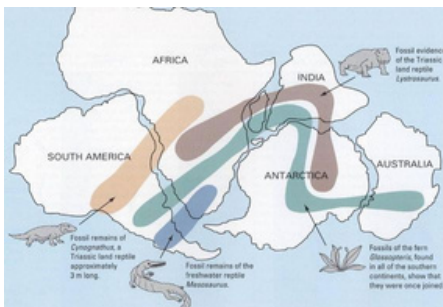 AFRICA
INDIA
Fossil evidence
of the Triassic
land reptile
Lystrosaurus.
SOUTH AMERICA
ANTARCTICA
AUSTRALIA
Fossil remains of
Cynognathus, a
Triassic land reptile
approximately
3 m long.
Fossil remains of the
freshwater reptile
Mesosaurus.
Fossils of the fern
Glossopteris, found
in all of the southern
continents, show that
they were once joined.